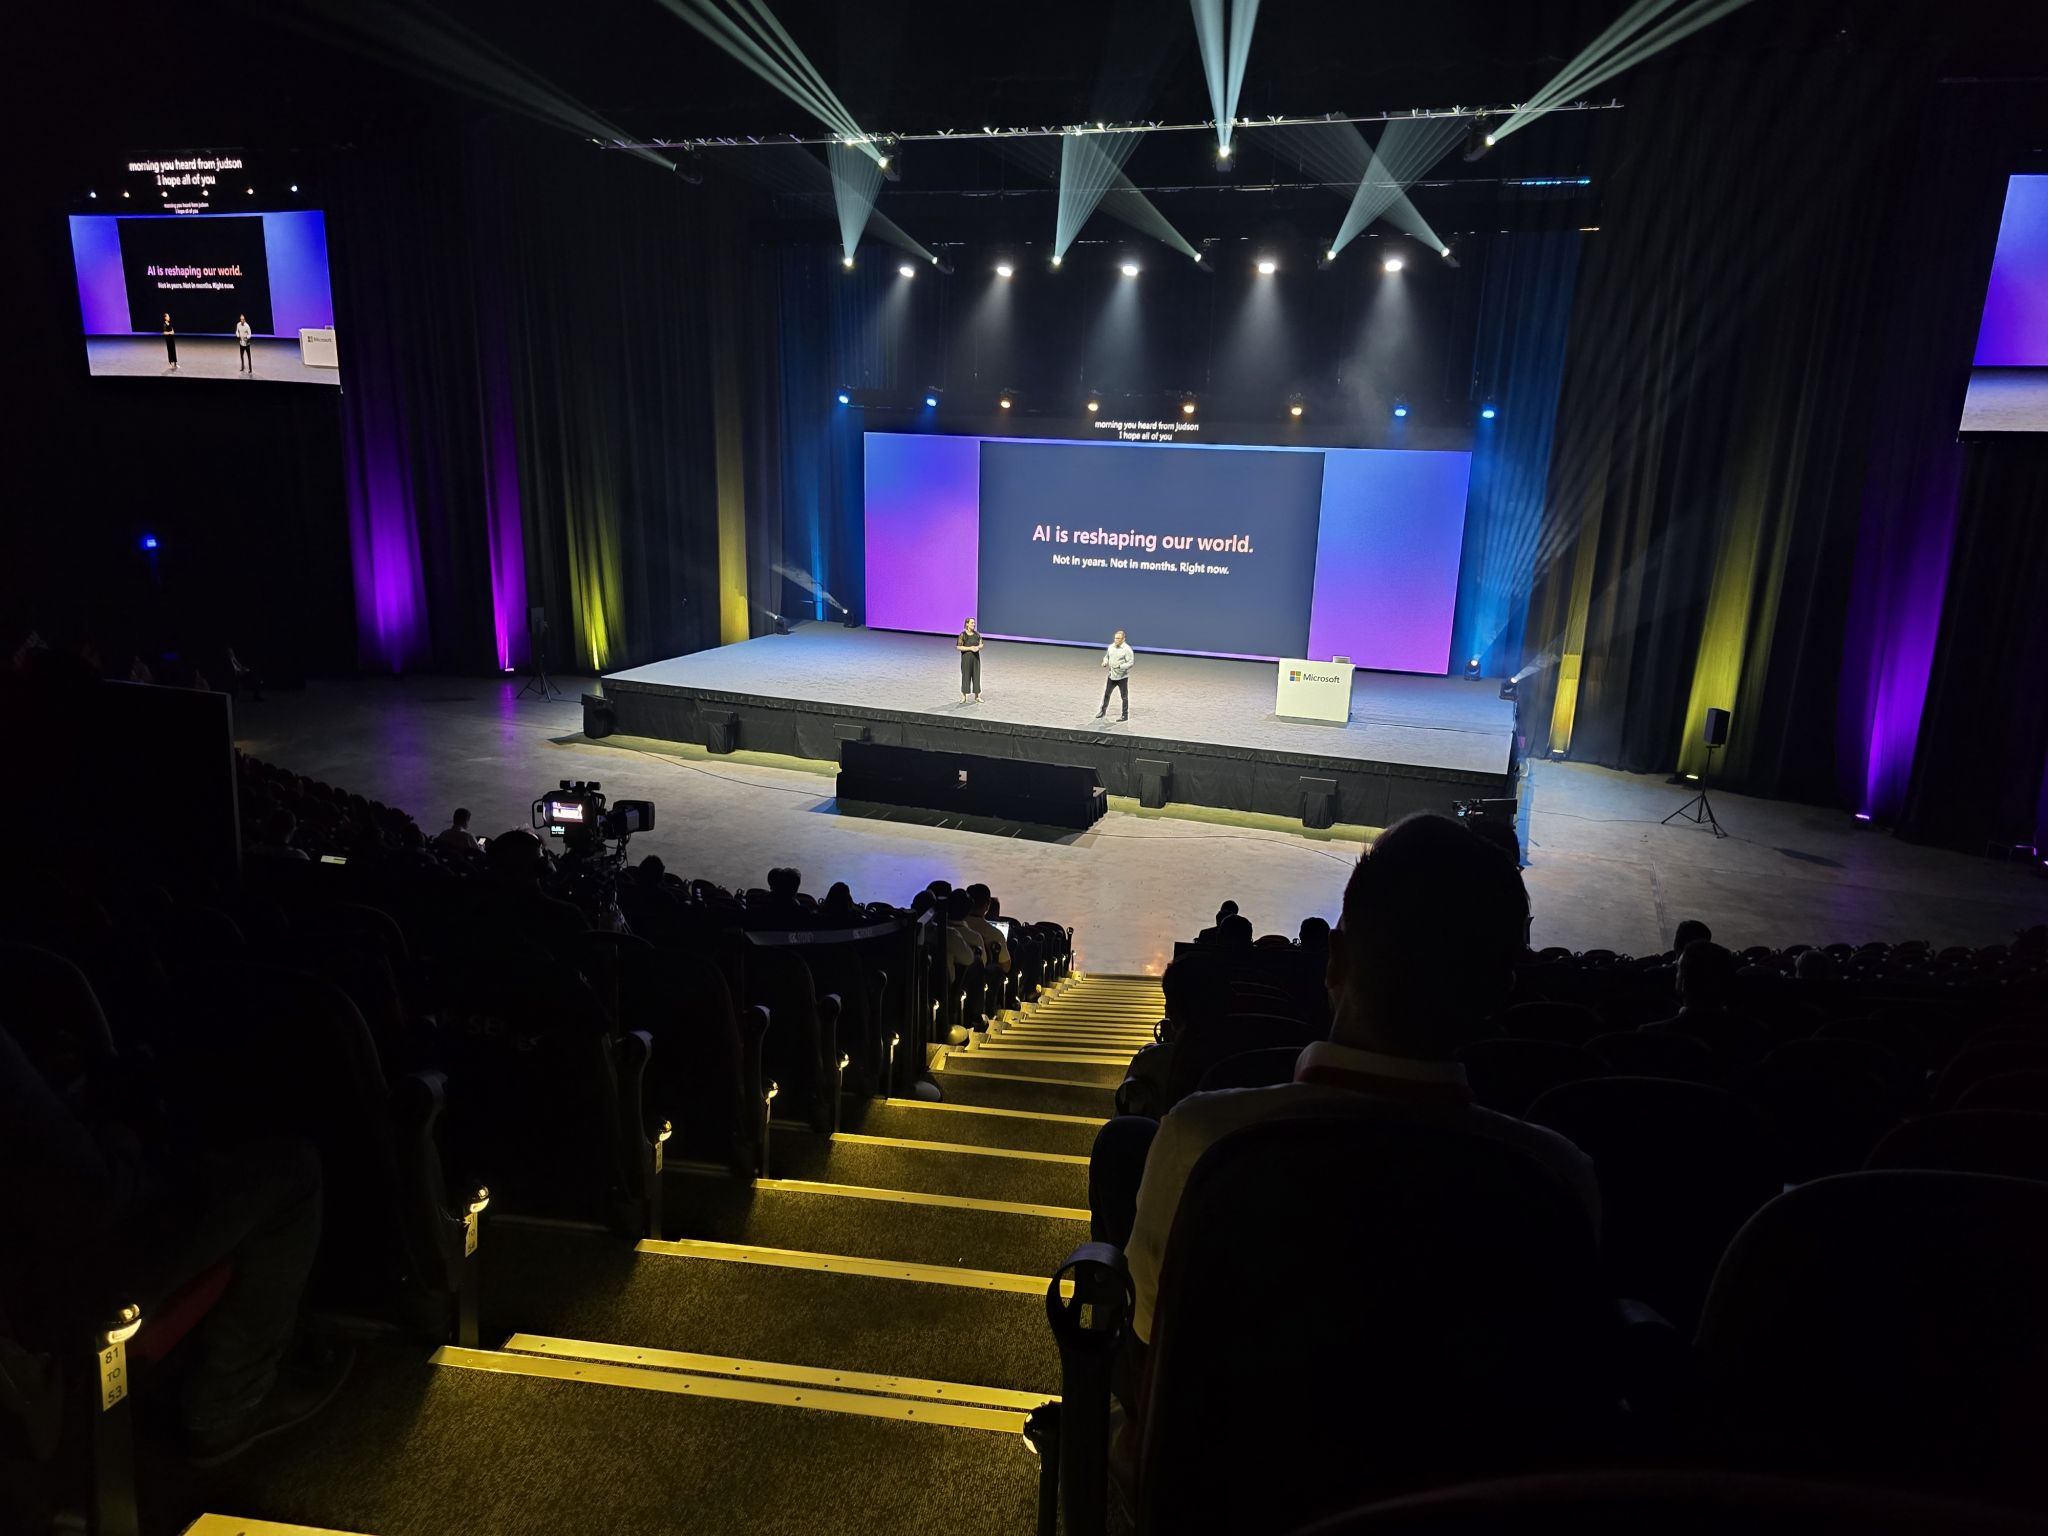 morning you heard from judson
I hope all of you
morning you heard from judson
I hope all of you
AI is reshaping our world.
Not in years. Not in months. Right now.
Microsoft
morning you heard from Judson
I hope all of you
AI is reshaping our world.
Not in years. Not in months. Right now.
Microsoft
81
TO
53